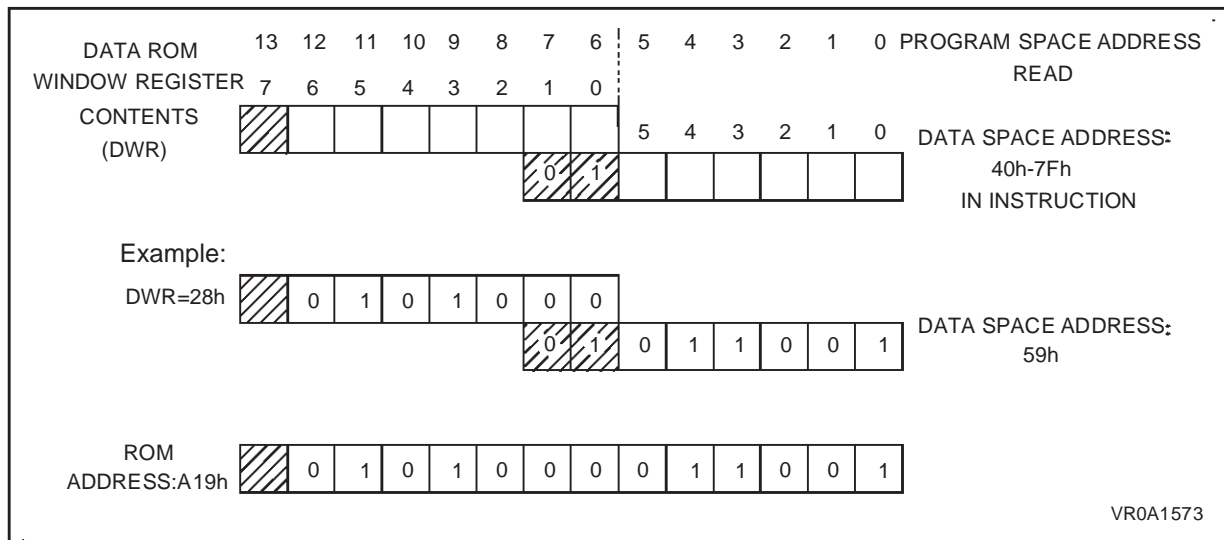 13 12 11 10 9 8 7 6 5 4 3 2 1 0 PROGRAM SPACE ADDRESS
DATA ROM
READ
WINDOW REGISTER 7 6 5 4 3 2 1 0
CONTENTS
(DWR)
5 4 3 2 1 0 DATA SPACE ADDRESS:
0 1 40h-7Fh
IN INSTRUCTION
Example:
DWR=28h 0 1 0 1 0 0 0
0 1 0 1 1 0 0 1 DATA SPACE ADDRESS:
59h
ROM
ADDRESS:A19h 0 1 0 1 0 0 0 0 1 1 0 0 1
VR0A1573